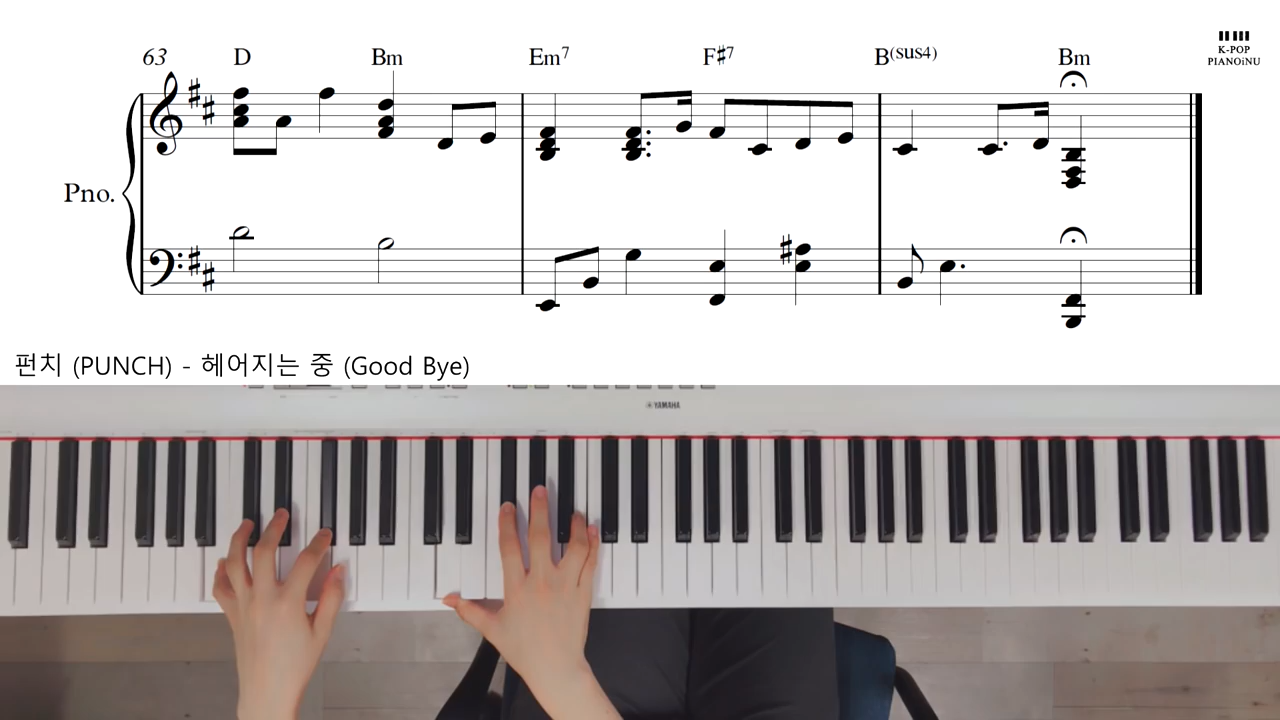 63 D Bm Em7 F#7 B(sus4) Bm
K-POP
PIANOiNU
Pno.
펀치 (PUNCH) - 헤어지는 중 (Good Bye)
YAMAHA